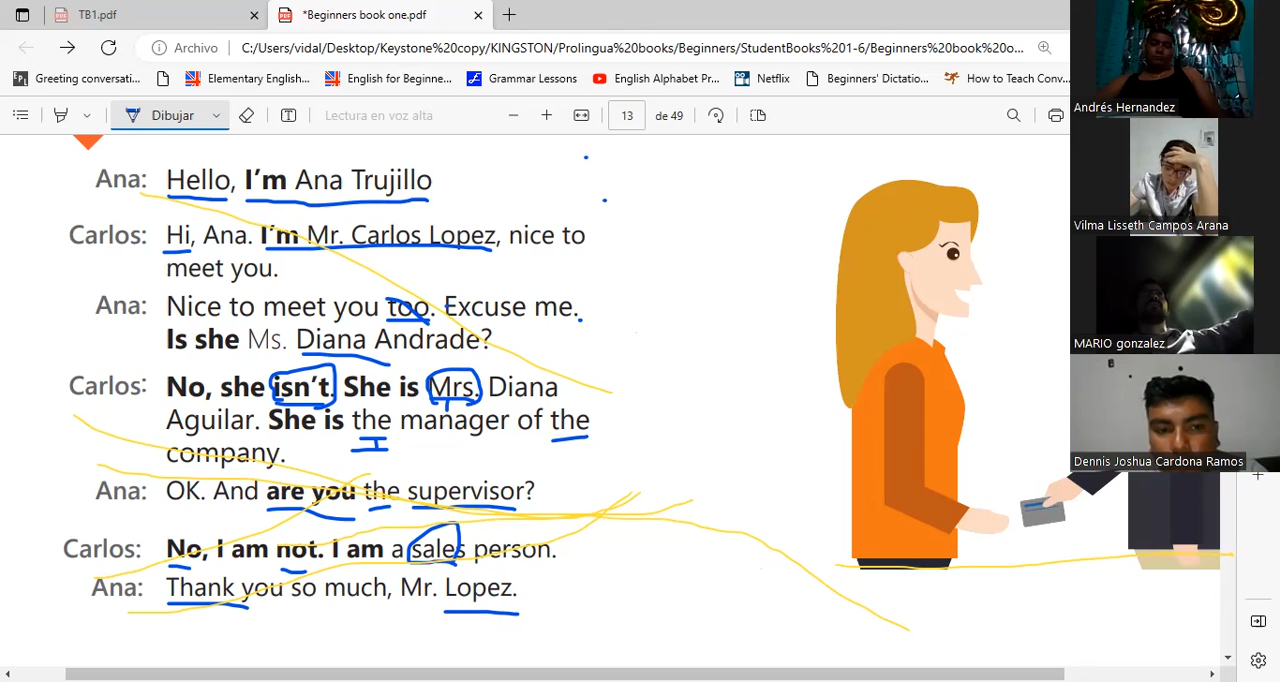 TB1.pdf
*Beginners book one.pdf
Archivo
C:/Users/vidal/Desktop/Keystone%20copy/KINGSTON/Prolingua%20books/Beginners/StudentBooks%201-6/Beginners%20book%20o...
Greeting conversati...
Elementary English...
English for Beginne...
Grammar Lessons
English Alphabet Pr...
Netflix
Beginners' Dictatio...
How to Teach Conv...
Dibujar
Lectura en voz alta
13
de 49
Ana: Hello, I'm Ana Trujillo
Carlos: Hi, Ana. I'm Mr. Carlos Lopez, nice to
meet you.
Ana: Nice to meet you too. Excuse me.
Is she Ms. Diana Andrade?
Carlos: No, she isn't. She is Mrs. Diana
Aguilar. She is the manager of the
company.
Ana: OK. And are you the supervisor?
Carlos: No, I am not. I am a sales person.
Ana: Thank you so much, Mr. Lopez.
Andrés Hernandez
Vilma Lisseth Campos Arana
MARIO gonzalez
Dennis Joshua Cardona Ramos